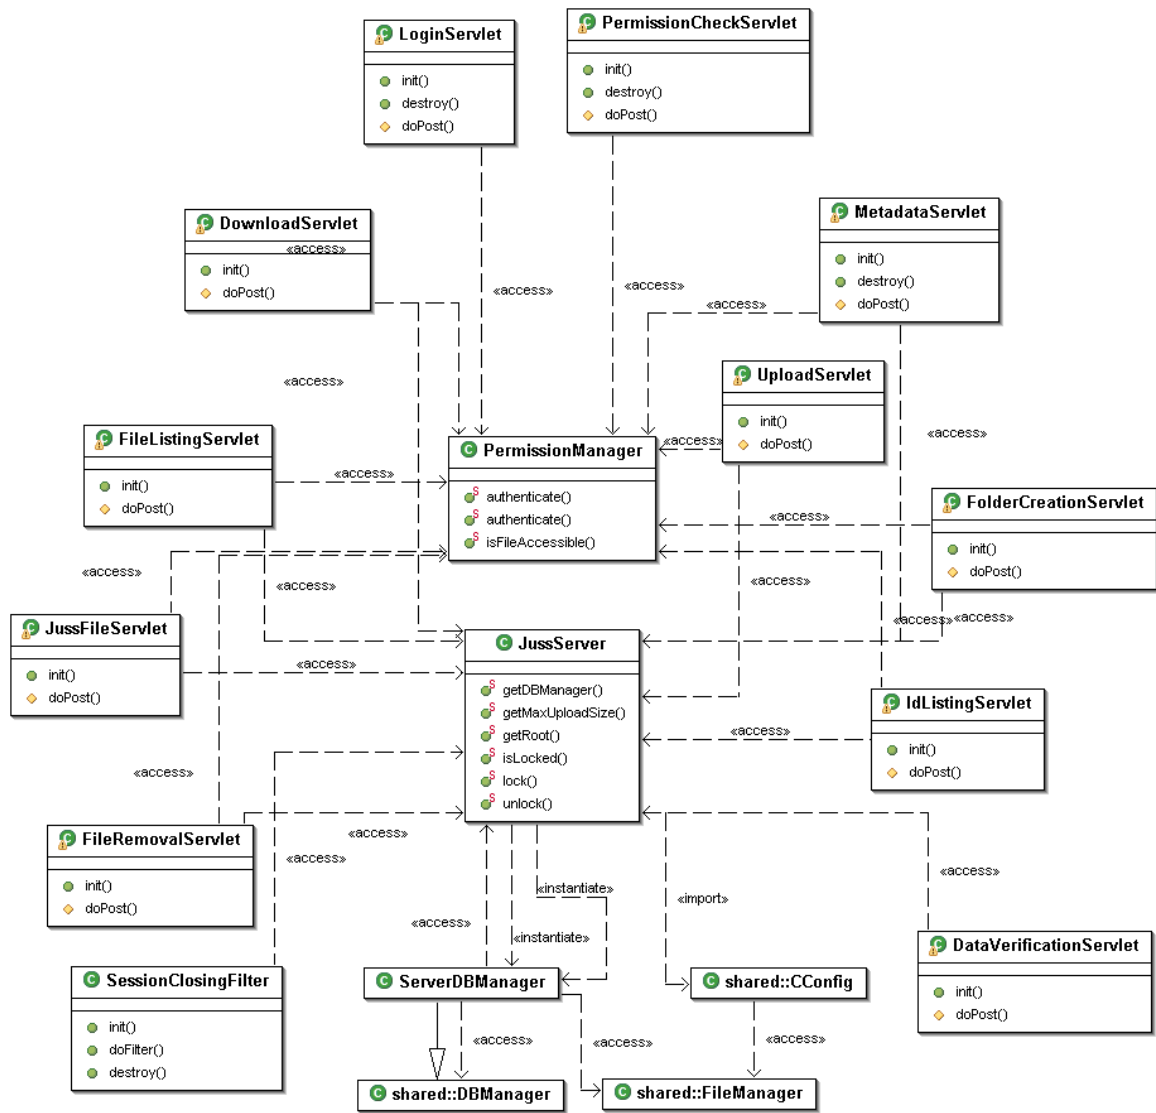 LoginServlet
init()
destroy()
doPost()
PermissionCheckServlet
init()
destroy()
doPost()
DownloadServlet
«access»
init()
doPost()
MetadataServlet
init()
destroy()
doPost()
«access»
«access»
«access»
UploadServlet
init()
doPost()
«access»
FileListingServlet
init()
doPost()
«access»
PermissionManager
authenticate()
authenticate()
isFileAccessible()
«access»
«access»
FolderCreationServlet
init()
doPost()
«access»
«access»
«access»
«access»
JussFileServlet
init()
doPost()
«access»
«access»
«access»
JussServer
getDBManager()
getMaxUploadSize()
getRoot()
isLocked()
lock()
unlock()
IdListingServlet
init()
doPost()
«access»
«access»
FileRemovalServlet
init()
doPost()
«access»
«access»
«access»
«instantiate»
«import»
«access»
«instantiate»
DataVerificationServlet
init()
doPost()
SessionClosingFilter
init()
doFilter()
destroy()
ServerDBManager
shared::CConfig
«access»
«access»
«access»
shared::DBManager
shared::FileManager